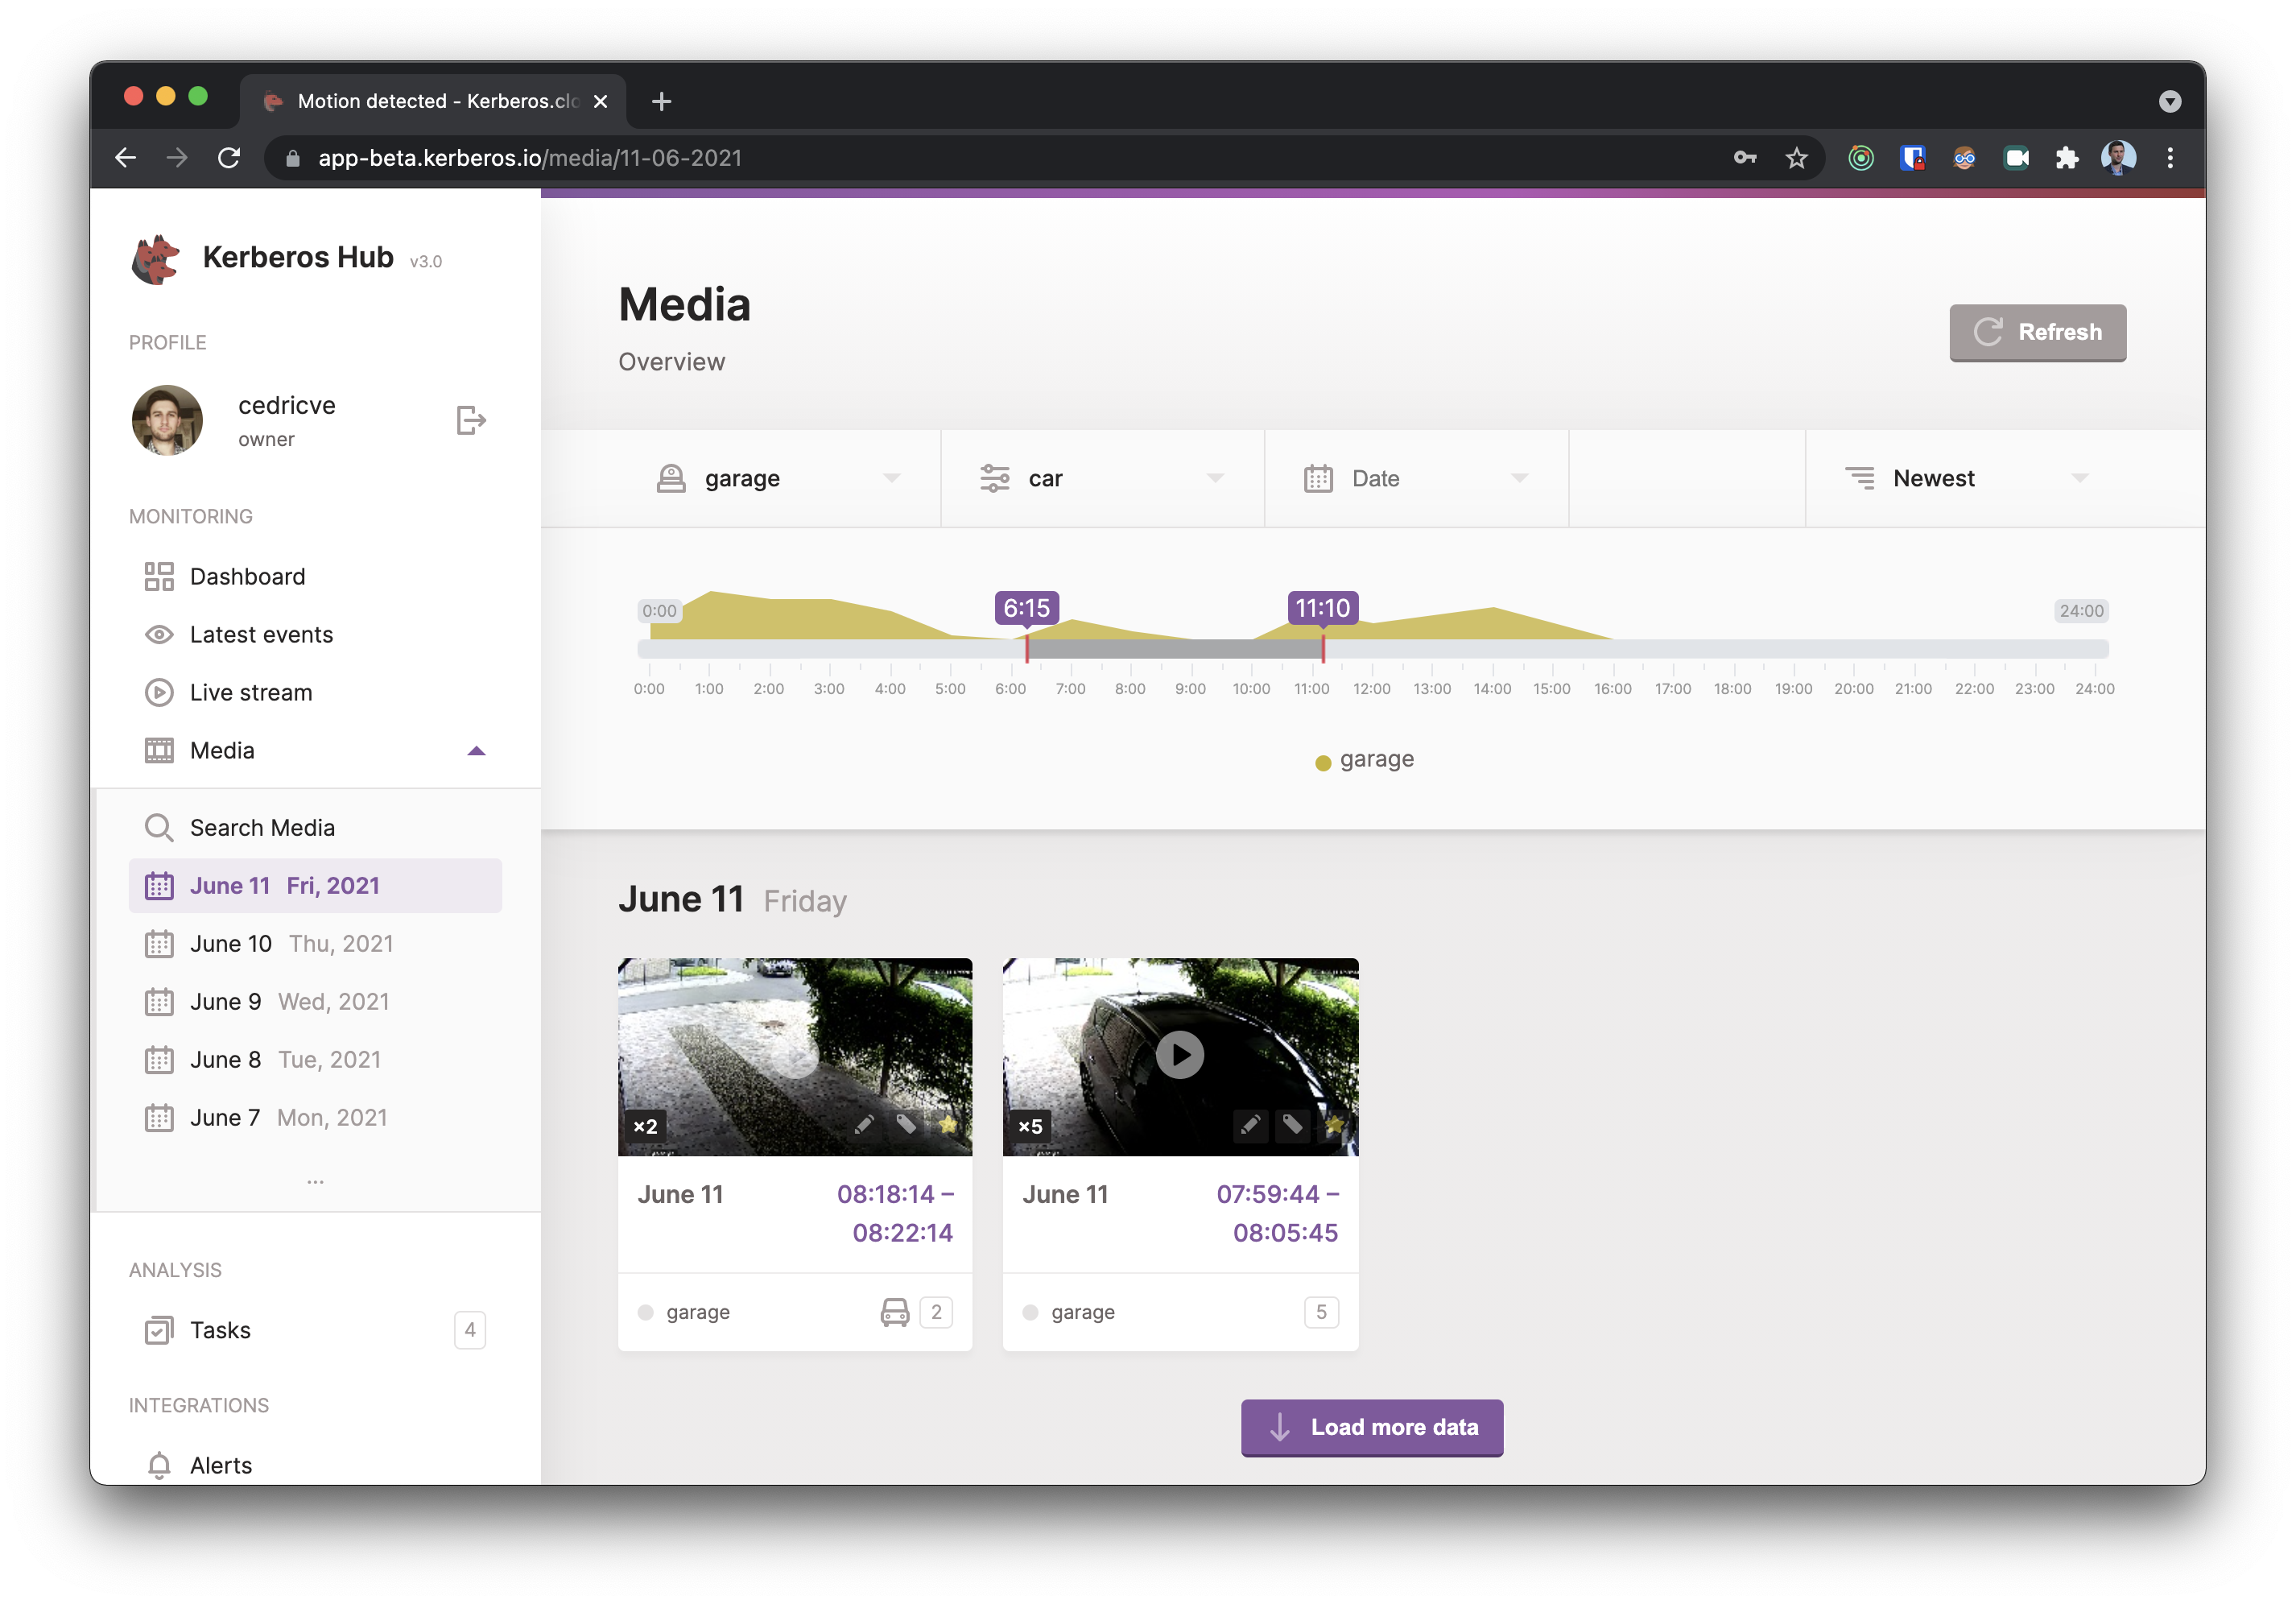 Motion detected - Kerberos.clo
app-beta.kerberos.io/media/11-06-2021
Kerberos Hub v3.0
PROFILE
cedricve
owner
MONITORING
Dashboard
Latest events
Live stream
Media
Search Media
June 11 Fri, 2021
June 10 Thu, 2021
June 9 Wed, 2021
June 8 Tue, 2021
June 7 Mon, 2021
...
ANALYSIS
Tasks 4
INTEGRATIONS
Alerts
Media
Overview
Refresh
garage car Date Newest
0:00 6:15 11:10 24:00
0:00 1:00 2:00 3:00 4:00 5:00 6:00 7:00 8:00 9:00 10:00 11:00 12:00 13:00 14:00 15:00 16:00 17:00 18:00 19:00 20:00 21:00 22:00 23:00 24:00
garage
June 11 Friday
×2
June 11 08:18:14 –
08:22:14
garage 2
×5
June 11 07:59:44 –
08:05:45
garage 5
Load more data